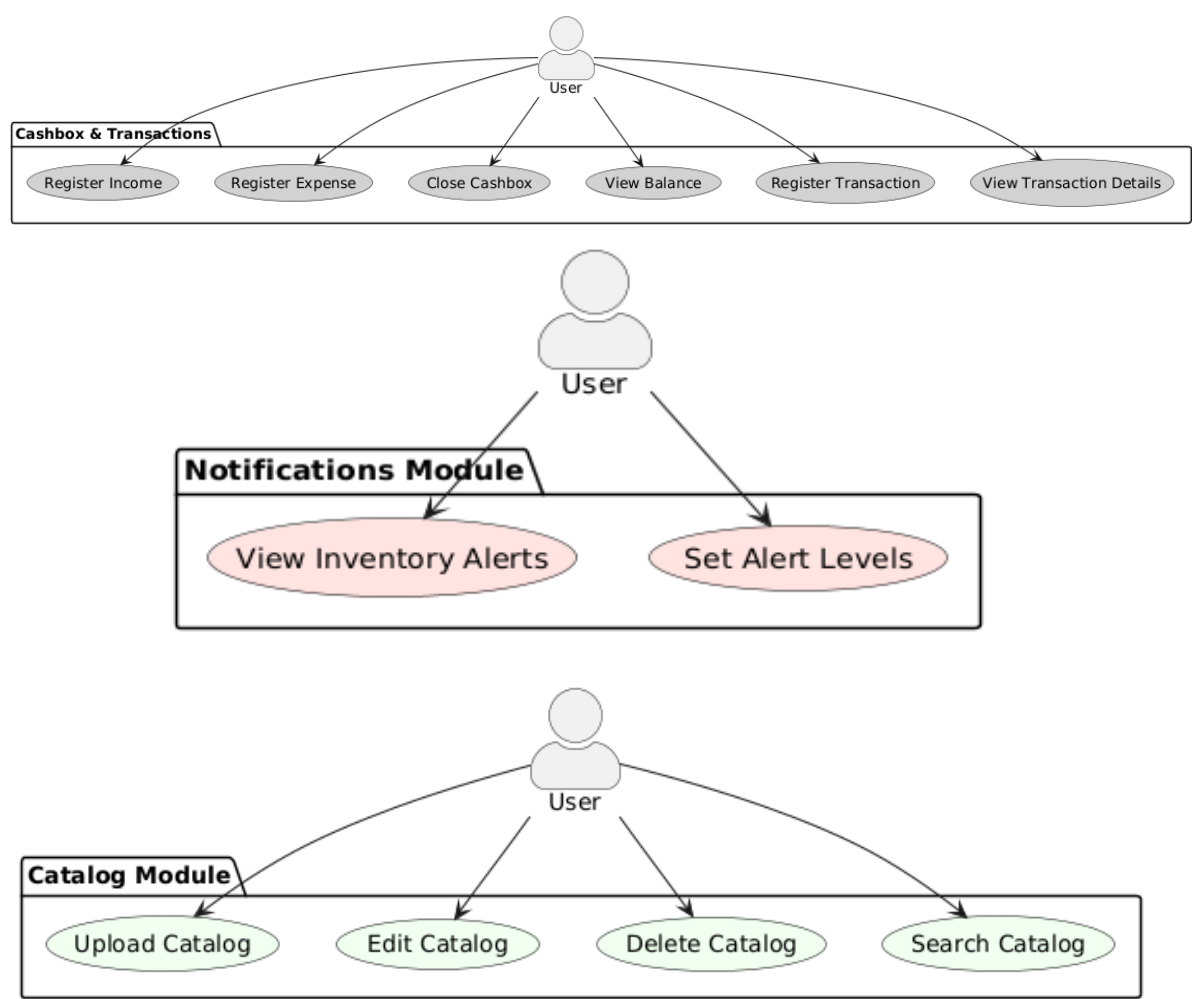 User
Cashbox & Transactions
Register Income
Register Expense
Close Cashbox
View Balance
Register Transaction
View Transaction Details
User
Notifications Module
View Inventory Alerts
Set Alert Levels
User
Catalog Module
Upload Catalog
Edit Catalog
Delete Catalog
Search Catalog